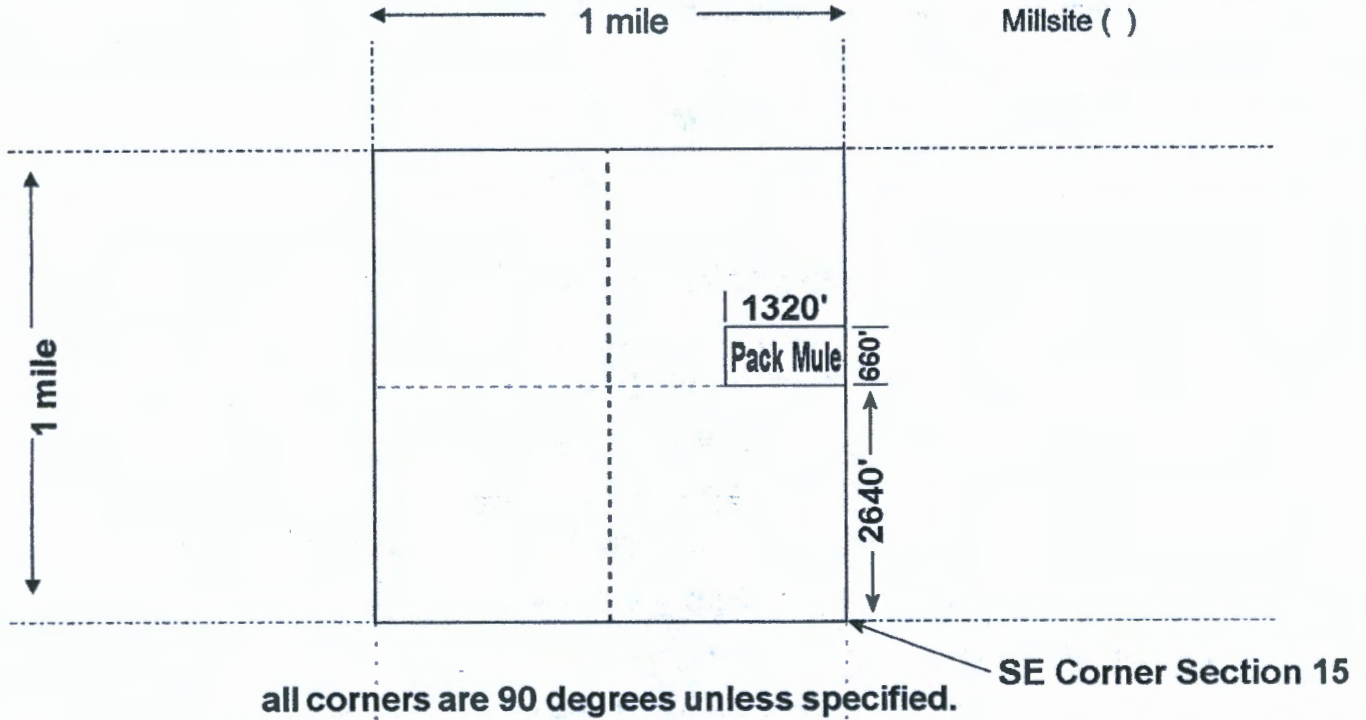 1 mile
Millsite ( )
1 mile
1320'
Pack Mule
660'
2640'
SE Corner Section 15
all corners are 90 degrees unless specified.